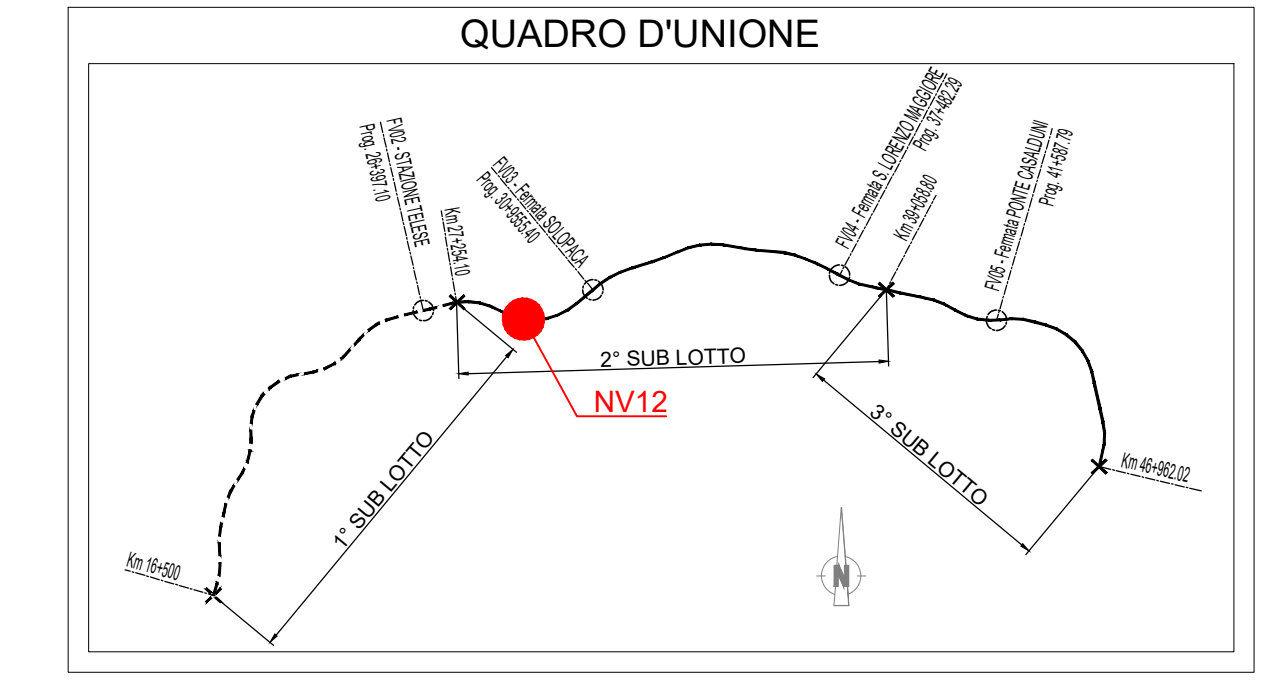 QUADRO D'UNIONE
FV02 - STAZIONE TELESE
Prog. 26+397.10
Km 27+254.10
FV03 - Fermata SOLOPACA
Prog. 30+9555.40
FV04 - Fermata S. LORENZO MAGGIORE
Prog. 37+482.29
Km 39+058.80
FV05 - Fermata PONTE CASALDUNI
Prog. 41+587.79
2° SUB LOTTO
NV12
1° SUB LOTTO
3° SUB LOTTO
Km 46+962.02
Km 16+500
N